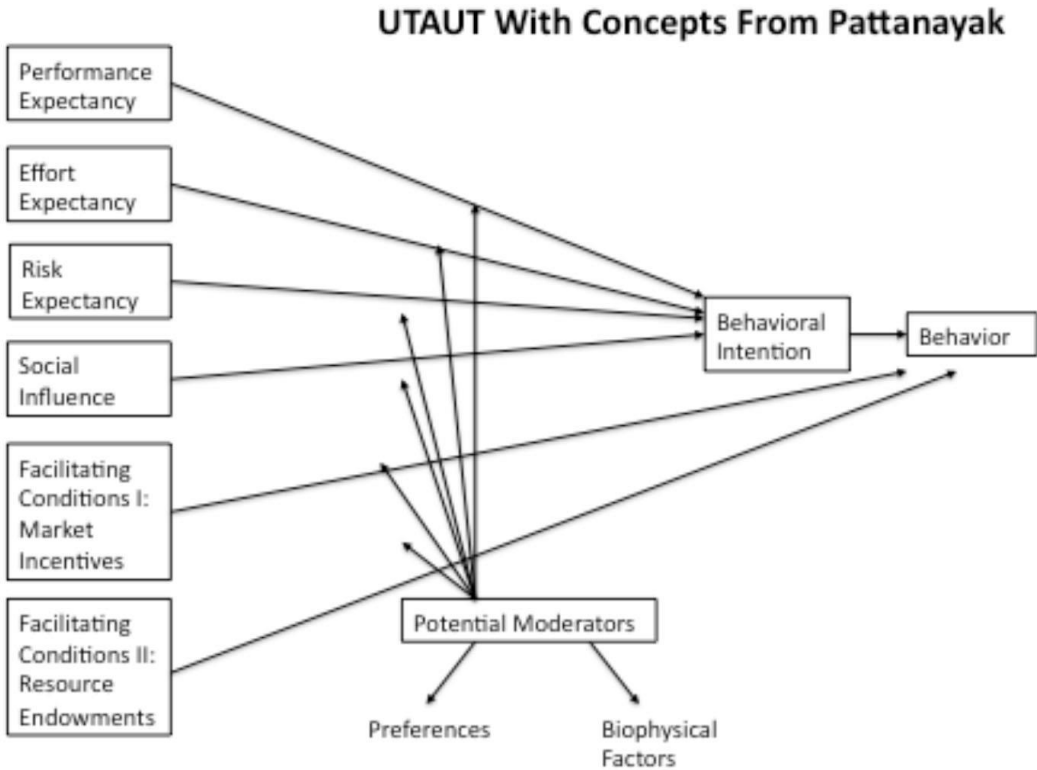 UTAUT With Concepts From Pattanayak
Performance
Expectancy
Effort
Expectancy
Risk
Expectancy
Social
Influence
Facilitating
Conditions I:
Market
Incentives
Facilitating
Conditions II:
Resource
Endowments
Behavioral
Intention
Behavior
Potential Moderators
Preferences
Biophysical
Factors